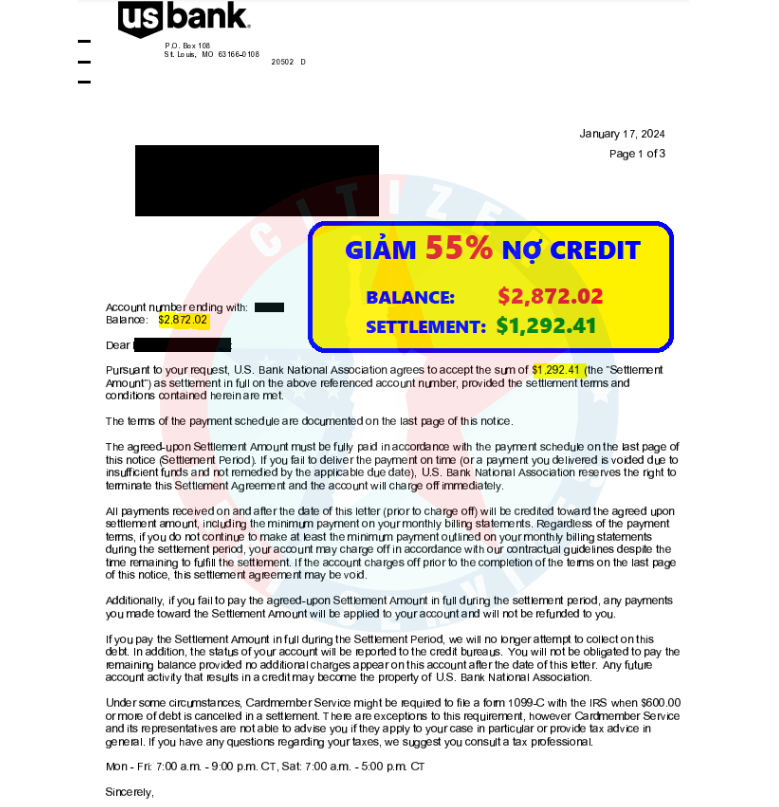 us bank.
P.O. Box 108
St. Louis, MO 63166-0108
20502 D
January 17, 2024
Page 1 of 3
CITIZEN
GIẢM 55% NỢ CREDIT
BALANCE: $2,872.02
SETTLEMENT: $1,292.41
Account number ending with:
Balance: $2,872.02
Dear
Pursuant to your request, U.S. Bank National Association agrees to accept the sum of $1,292.41 (the "Settlement
Amount") as settlement in full on the above referenced account number, provided the settlement terms and
conditions contained herein are met.
The terms of the payment schedule are documented on the last page of this notice.
The agreed-upon Settlement Amount must be fully paid in accordance with the payment schedule on the last page of
this notice (Settlement Period). If you fail to deliver the payment on time (or a payment you delivered is voided due to
insufficient funds and not remedied by the applicable due date), U.S. Bank National Association reserves the right to
terminate this Settlement Agreement and the account will charge off immediately.
All payments received on and after the date of this letter (prior to charge off) will be credited toward the agreed upon
settlement amount, including the minimum payment on your monthly billing statements. Regardless of the payment
terms, if you do not continue to make at least the minimum payment outlined on your monthly billing statements
during the settlement period, your account may charge off in accordance with our contractual guidelines despite the
time remaining to fulfill the settlement. If the account charges off prior to the completion of the terms on the last page
of this notice, this settlement agreement may be void.
Additionally, if you fail to pay the agreed-upon Settlement Amount in full during the settlement period, any payments
you made toward the Settlement Amount will be applied to your account and will not be refunded to you.
If you pay the Settlement Amount in full during the Settlement Period, we will no longer attempt to collect on this
debt. In addition, the status of your account will be reported to the credit bureaus. You will not be obligated to pay the
remaining balance provided no additional charges appear on this account after the date of this letter. Any future
account activity that results in a credit may become the property of U.S. Bank National Association.
Under some circumstances, Cardmember Service might be required to file a form 1099-C with the IRS when $600.00
or more of debt is cancelled in a settlement. There are exceptions to this requirement, however Cardmember Service
and its representatives are not able to advise you if they apply to your case in particular or provide tax advice in
general. If you have any questions regarding your taxes, we suggest you consult a tax professional.
Mon - Fri: 7:00 a.m. - 9:00 p.m. CT, Sat: 7:00 a.m. - 5:00 p.m. CT
Sincerely,